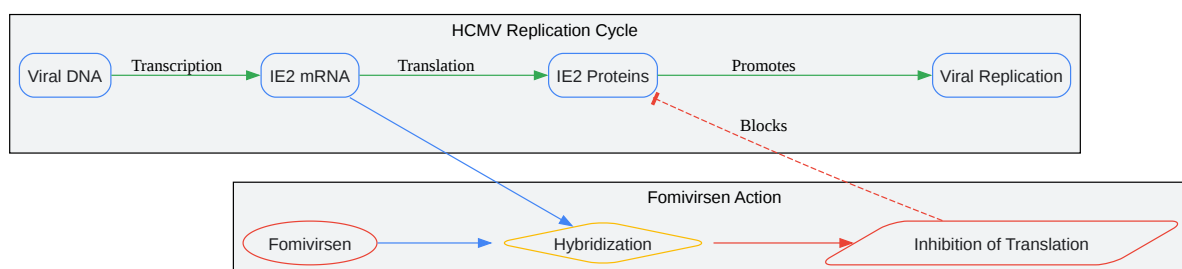 HCMV Replication Cycle
Viral DNA
Transcription
IE2 mRNA
Translation
IE2 Proteins
Promotes
Viral Replication
Blocks
Fomivirsen Action
Fomivirsen
Hybridization
Inhibition of Translation